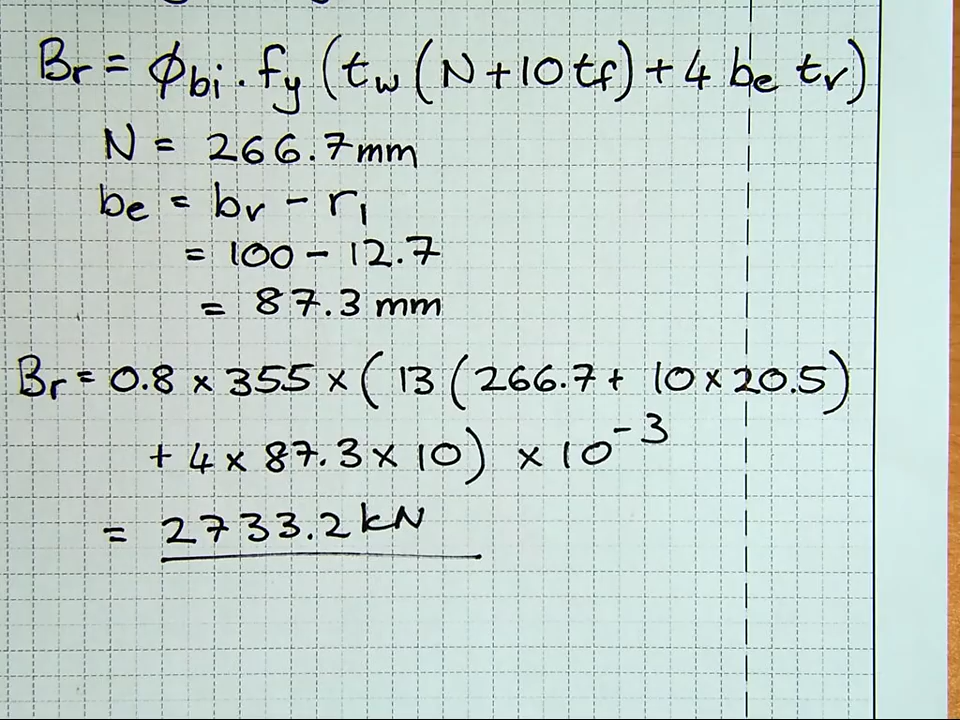 Br = ϕbi . fy (tw (N + 10 tf) + 4 be tr)
N = 266.7mm
be = br - r1
= 100 - 12.7
= 87.3 mm
Br = 0.8 x 355 x ( 13 (266.7 + 10 x 20.5)
+ 4 x 87.3 x 10) x 10^-3
= 2733.2 kN